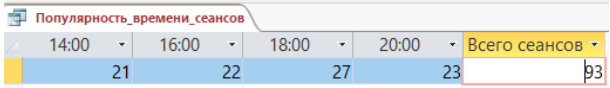 Популярность_времени_сеансов
14:00 16:00 18:00 20:00 Всего сеансов
21 22 27 23 93